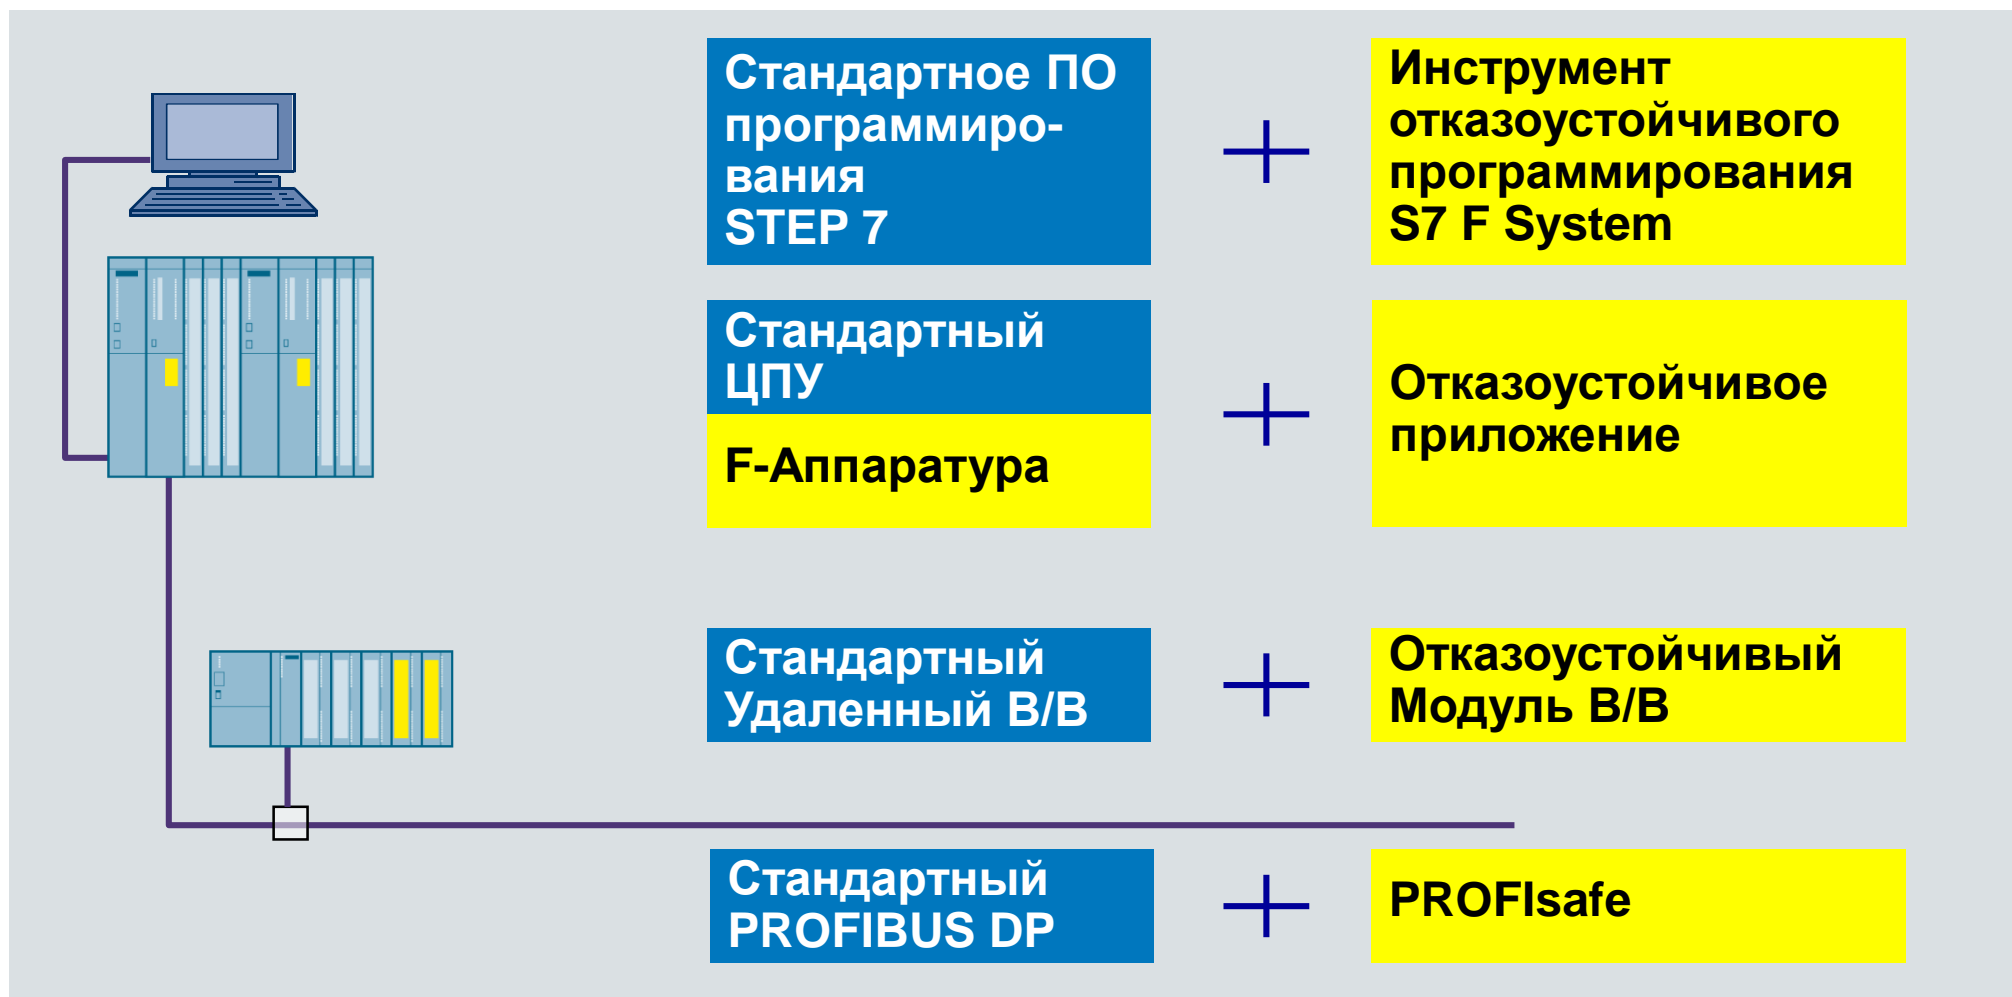 Стандартное ПО
программиро-
вания
STEP 7
Инструмент
отказоустойчивого
программирования
S7 F System
Стандартный
ЦПУ
F-Аппаратура
Отказоустойчивое
приложение
Стандартный
Удаленный В/В
Отказоустойчивый
Модуль В/В
Стандартный
PROFIBUS DP
PROFIsafe